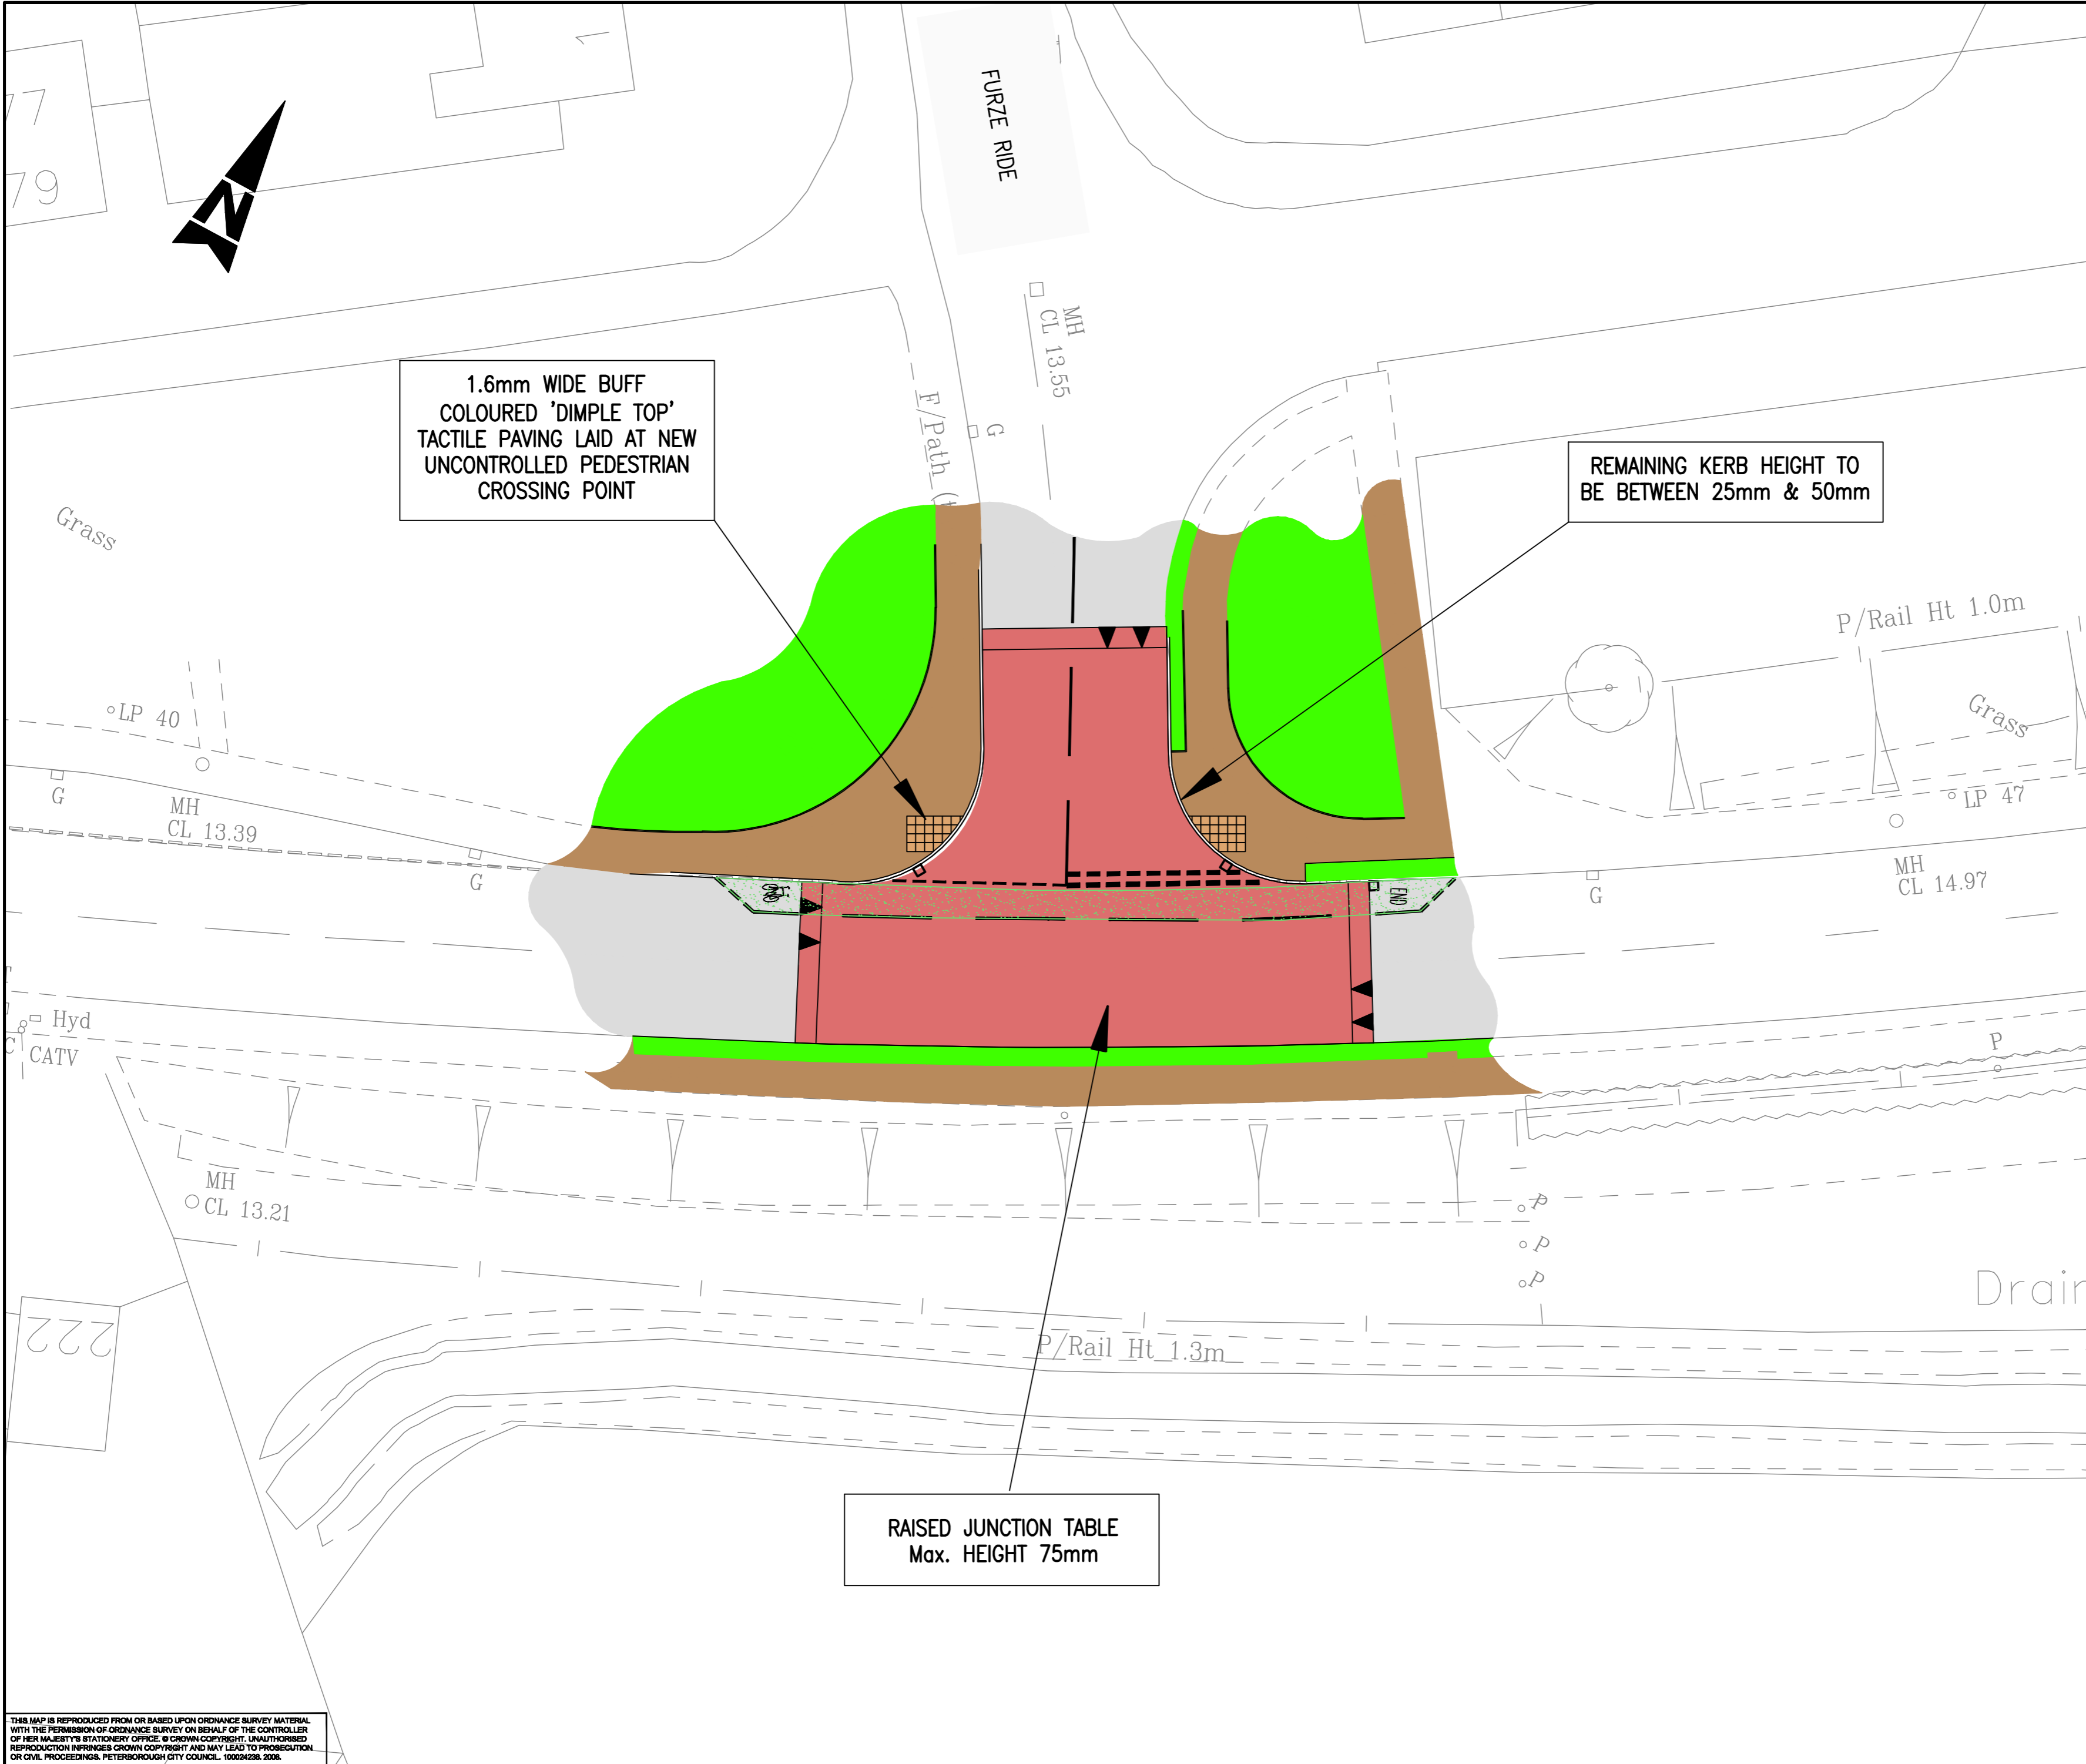 1
77
79
N
FURZE RIDE
MH
CL 13.55
1.6mm WIDE BUFF
COLOURED 'DIMPLE TOP'
TACTILE PAVING LAID AT NEW
UNCONTROLLED PEDESTRIAN
CROSSING POINT
F/Path (
G
REMAINING KERB HEIGHT TO
BE BETWEEN 25mm & 50mm
Grass
P/Rail Ht 1.0m
Grass
LP 40
G
MH
CL 13.39
G
LP 47
MH
CL 14.97
G
END
Hyd
C CATV
P
MH
CL 13.21
P
P
P
Drain
222
P/Rail Ht 1.3m
RAISED JUNCTION TABLE
Max. HEIGHT 75mm
THIS MAP IS REPRODUCED FROM OR BASED UPON ORDNANCE SURVEY MATERIAL
WITH THE PERMISSION OF ORDNANCE SURVEY ON BEHALF OF THE CONTROLLER
OF HER MAJESTY'S STATIONERY OFFICE. © CROWN COPYRIGHT. UNAUTHORISED
REPRODUCTION INFRINGES CROWN COPYRIGHT AND MAY LEAD TO PROSECUTION
OR CIVIL PROCEEDINGS. PETERBOROUGH CITY COUNCIL. 100024236. 2008.